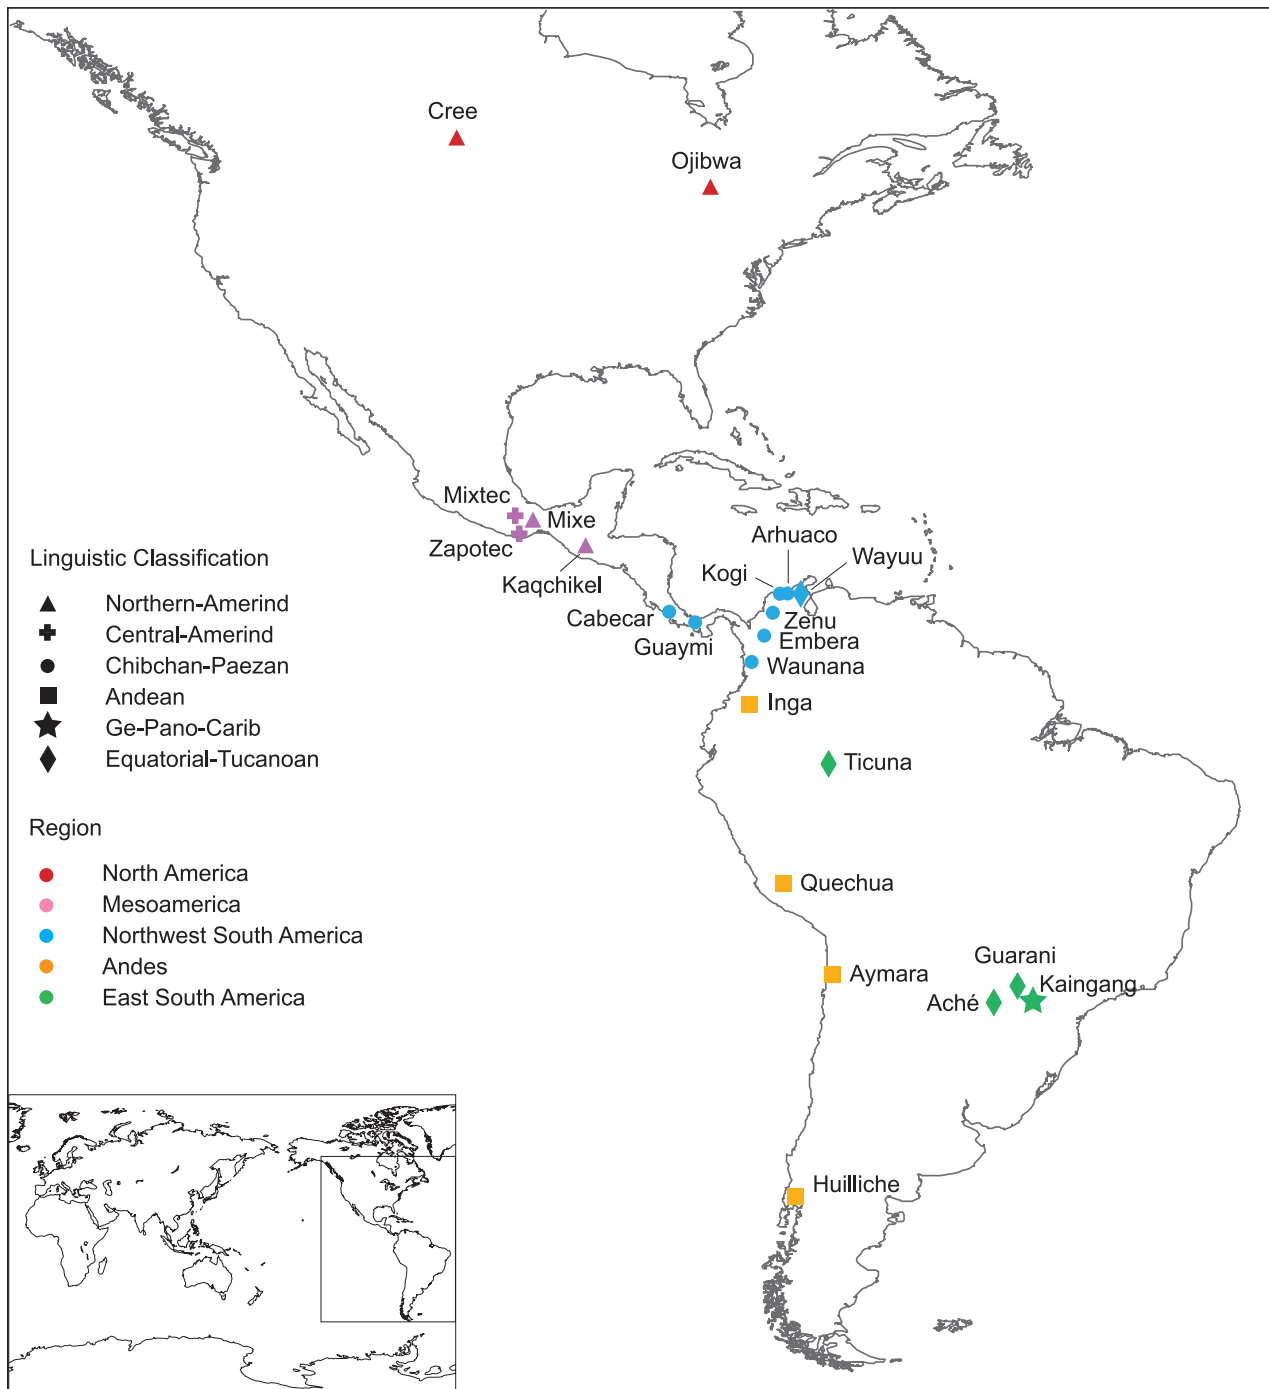 Cree
Ojibwa
Mixtec
Mixe
Zapotec
Kaqchikel
Arhuaco
Kogi
Wayuu
Cabecar
Zenu
Guaymi
Embera
Waunana
Inga
Ticuna
Quechua
Aymara
Guarani
Kaingang
Aché
Huilliche
Linguistic Classification
Northern-Amerind
Central-Amerind
Chibchan-Paezan
Andean
Ge-Pano-Carib
Equatorial-Tucanoan
Region
North America
Mesoamerica
Northwest South America
Andes
East South America